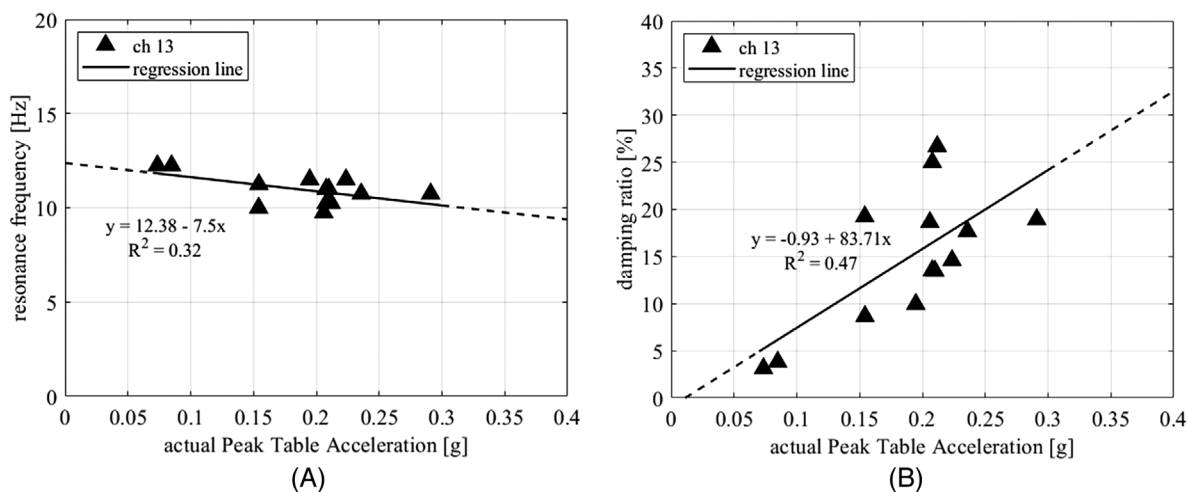 20
15
10
5
0
resonance frequency [Hz]
ch 13
regression line
y = 12.38 - 7.5x
R² = 0.32
0 0.05 0.1 0.15 0.2 0.25 0.3 0.35 0.4
actual Peak Table Acceleration [g]
(A)
40
35
30
25
20
15
10
5
0
damping ratio [%]
ch 13
regression line
y = -0.93 + 83.71x
R² = 0.47
0 0.05 0.1 0.15 0.2 0.25 0.3 0.35 0.4
actual Peak Table Acceleration [g]
(B)